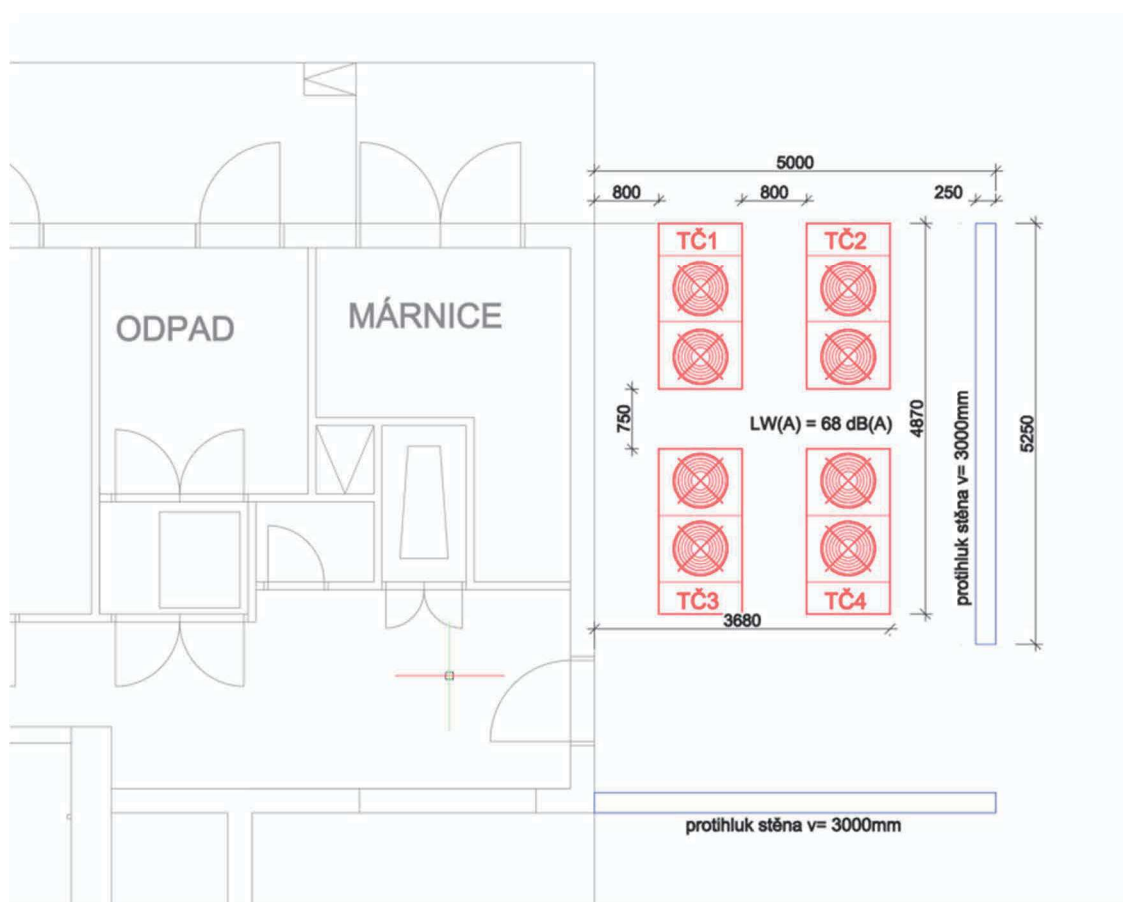 5000
800
800
250
TČ1
TČ2
ODPAD
MÁRNICE
750
LW(A) = 68 dB(A)
4870
protihluk stěna v= 3000mm
5250
TČ3
TČ4
3680
protihluk stěna v= 3000mm